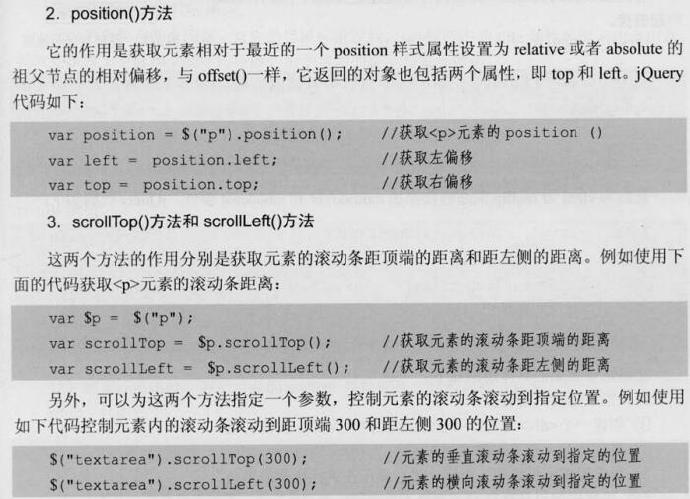 2. position()方法
它的作用是获取元素相对于最近的一个 position 样式属性设置为 relative 或者 absolute 的
祖父节点的相对偏移，与 offset()一样，它返回的对象也包括两个属性，即 top 和 left。jQuery
代码如下：
var position = $("p").position(); //获取<p>元素的 position ()
var left = position.left; //获取左偏移
var top = position.top; //获取右偏移
3. scrollTop()方法和 scrollLeft()方法
这两个方法的作用分别是获取元素的滚动条距顶端的距离和距左侧的距离。例如使用下
面的代码获取<p>元素的滚动条距离：
var $p = $("p");
var scrollTop = $p.scrollTop(); //获取元素的滚动条距顶端的距离
var scrollLeft = $p.scrollLeft(); //获取元素的滚动条距左侧的距离
另外，可以为这两个方法指定一个参数，控制元素的滚动条滚动到指定位置。例如使用
如下代码控制元素内的滚动条滚动到距顶端 300 和距左侧 300 的位置：
$("textarea").scrollTop(300); //元素的垂直滚动条滚动到指定的位置
$("textarea").scrollLeft(300); //元素的横向滚动条滚动到指定的位置